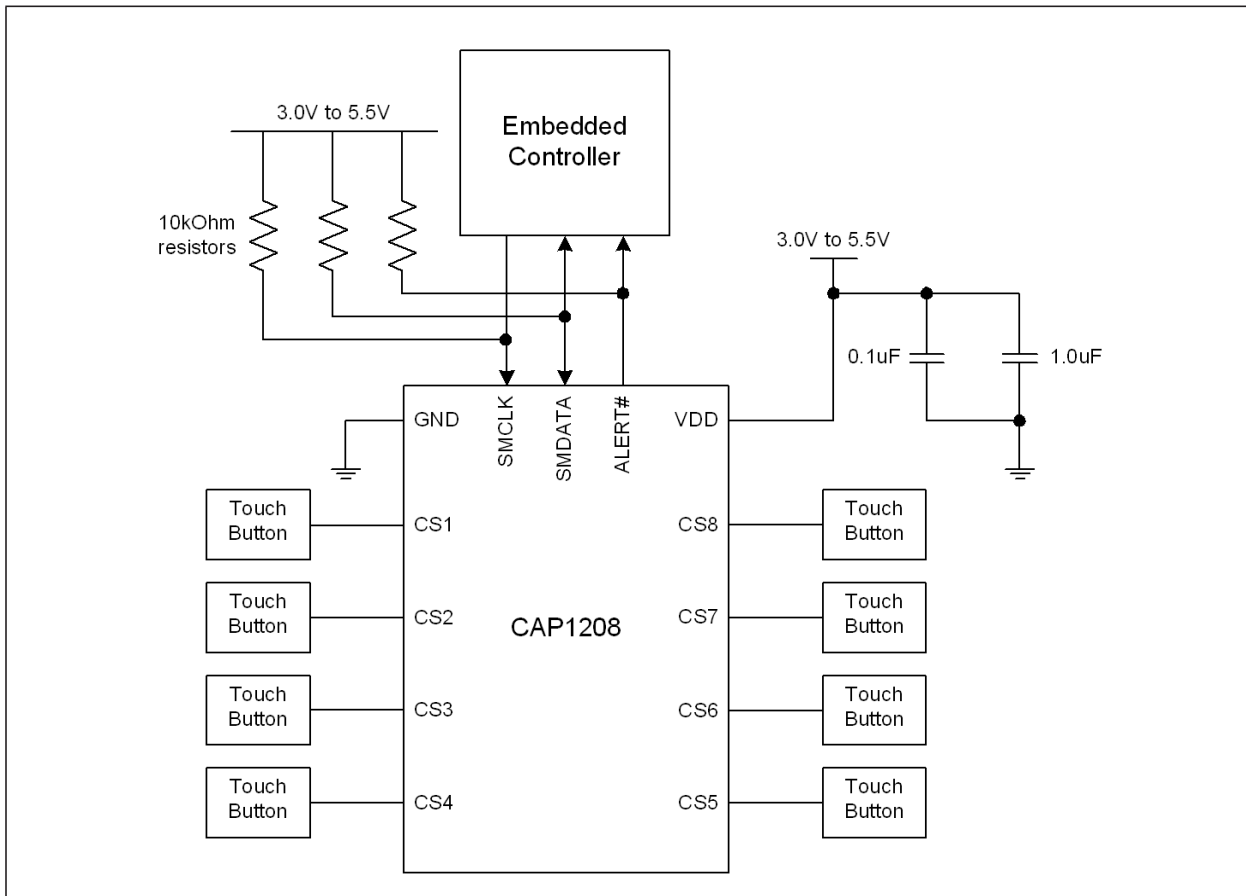 3.0V to 5.5V
Embedded
Controller
10kOhm
resistors
3.0V to 5.5V
0.1uF
1.0uF
GND
SMCLK
SMDATA
ALERT#
VDD
Touch
Button
CS1
CS8
Touch
Button
Touch
Button
CS2
CAP1208
CS7
Touch
Button
Touch
Button
CS3
CS6
Touch
Button
Touch
Button
CS4
CS5
Touch
Button